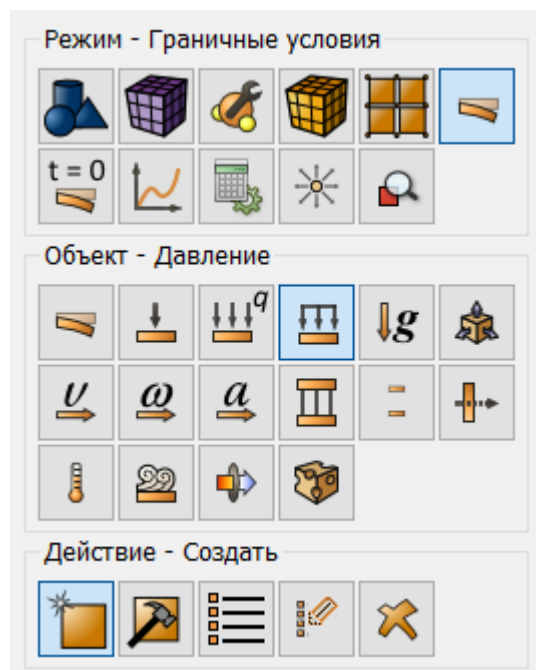 Режим - Граничные условия
t = 0
Объект - Давление
q
g
υ
ω
a
Действие - Создать